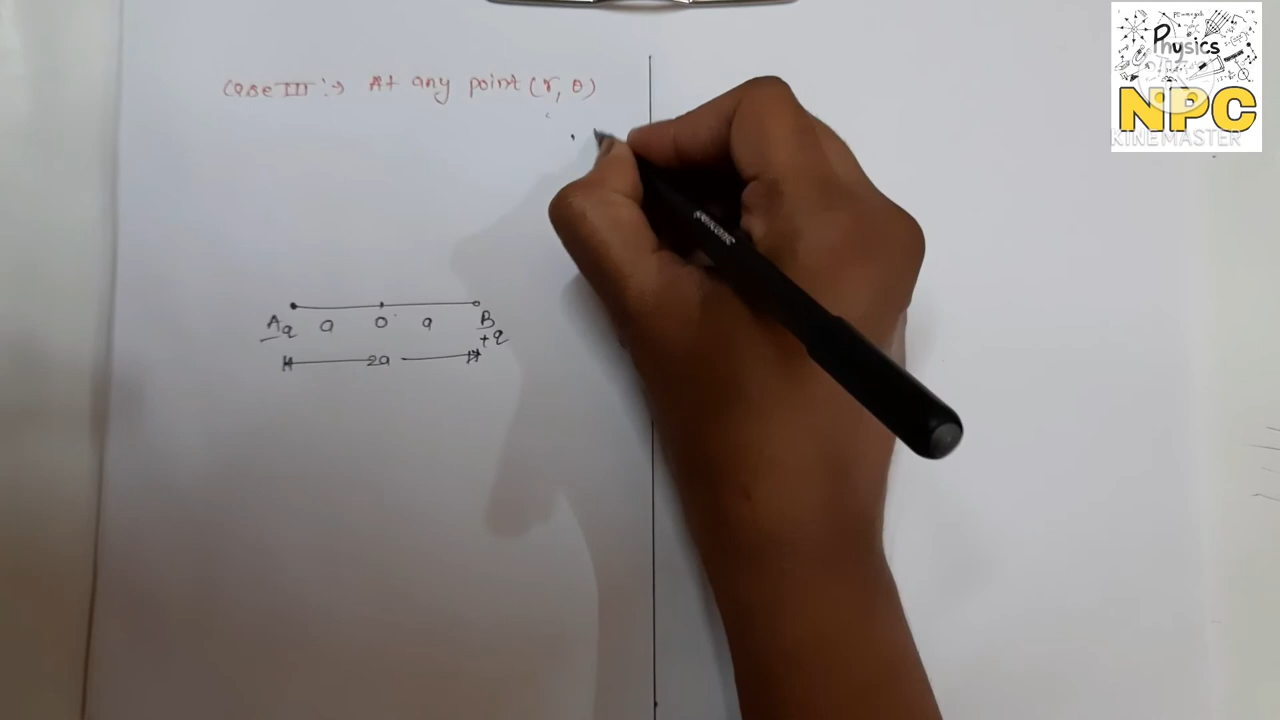 Case III :→ At any point (r, θ)
A a O a B
-q +q
2a
Physics
NPC
KINEMASTER